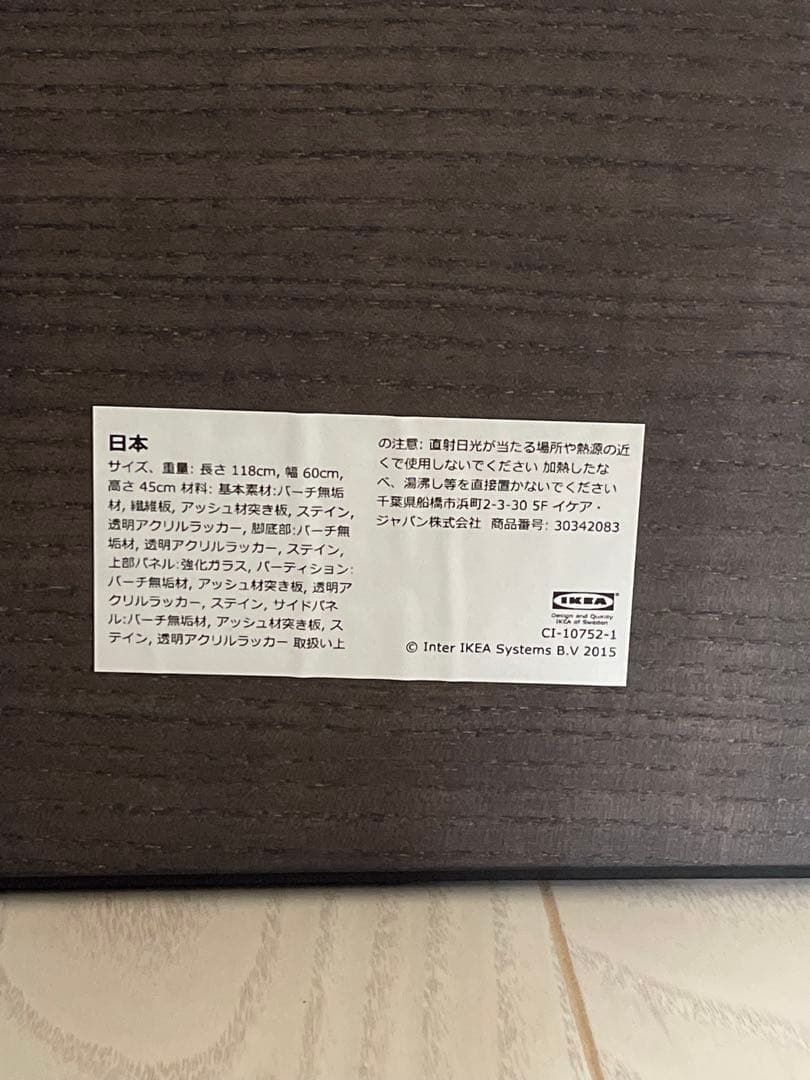 日本
サイズ、重量: 長さ 118cm, 幅 60cm,
高さ 45cm 材料: 基本素材:バーチ無垢
材, 繊維板, アッシュ材突き板, ステイン,
透明アクリルラッカー, 脚底部:バーチ無
垢材, 透明アクリルラッカー, ステイン,
上部パネル:強化ガラス, パーティション:
バーチ無垢材, アッシュ材突き板, 透明ア
クリルラッカー, ステイン, サイドパネ
ル:バーチ無垢材, アッシュ材突き板, ス
テイン, 透明アクリルラッカー 取扱い上
の注意: 直射日光が当たる場所や熱源の近
くで使用しないでください 加熱したな
べ、湯沸し等を直接置かないでください
千葉県船橋市浜町2-3-30 5F イケア・
ジャパン株式会社 商品番号: 30342083
IKEA
Design and Quality
IKEA of Sweden
CI-10752-1
© Inter IKEA Systems B.V 2015